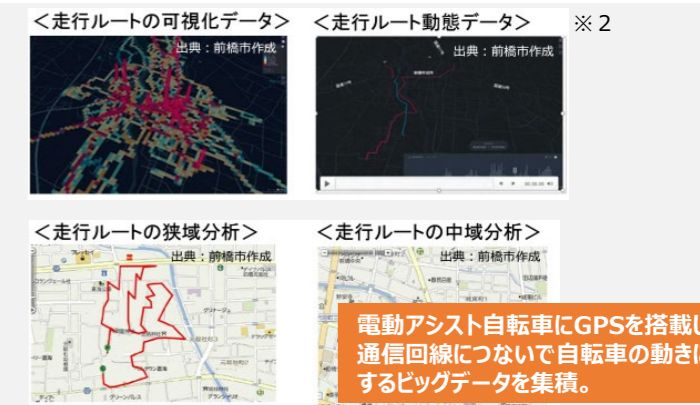 ＜走行ルートの可視化データ＞ ＜走行ルート動態データ＞ ※２
出典：前橋市作成 出典：前橋市作成
＜走行ルートの狭域分析＞ ＜走行ルートの中域分析＞
出典：前橋市作成 出典：前橋市作成
電動アシスト自転車にGPSを搭載し
通信回線につないで自転車の動きに
するビッグデータを集積。